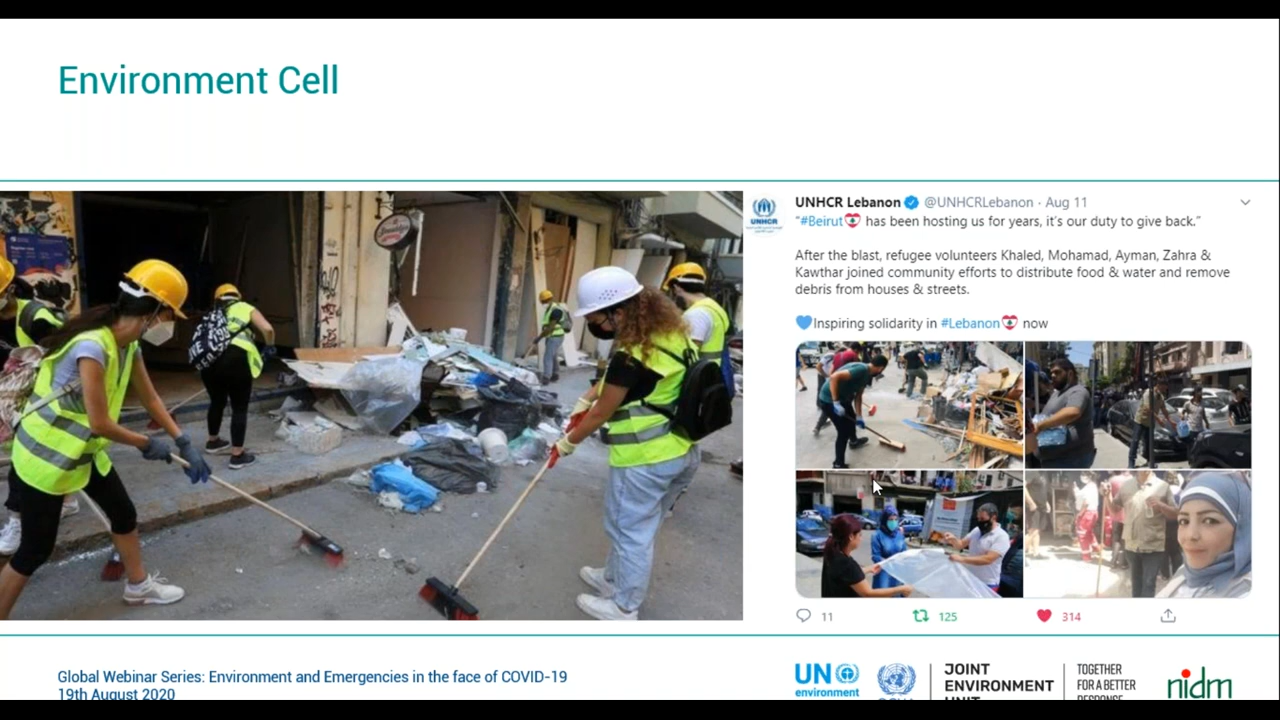 Environment Cell
UNHCR Lebanon @UNHCRLebanon · Aug 11
“#Beirut has been hosting us for years, it’s our duty to give back.”
After the blast, refugee volunteers Khaled, Mohamad, Ayman, Zahra &
Kawthar joined community efforts to distribute food & water and remove
debris from houses & streets.
Inspiring solidarity in #Lebanon now
UNHCR
11 125 314
Global Webinar Series: Environment and Emergencies in the face of COVID-19
19th August 2020
UN
environment
JOINT
ENVIRONMENT
UNIT
TOGETHER
FOR A BETTER
RESPONSE
nidm